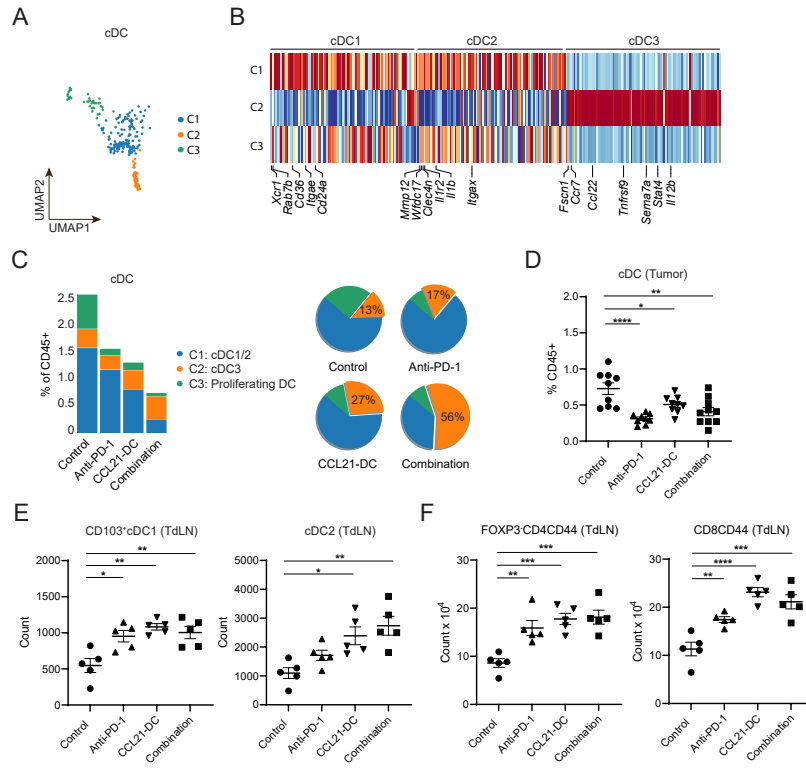 A
cDC
C1
C2
C3
UMAP2
UMAP1
B
cDC1 cDC2 cDC3
C1
C2
C3
Xcr1
Rab7b
Cd36
Itgae
Cd24a
Mmp12
Wfdc17
Clec4n
Il1r2
Il1b
Itgax
Fscn1
Ccr7
Ccl22
Tnfrsf9
Sema7a
Stat4
Il12b
C
cDC
% of CD45+
2.5
2.0
1.5
1.0
0.5
0
Control
Anti-PD-1
CCL21-DC
Combination
C1: cDC1/2
C2: cDC3
C3: Proliferating DC
13%
Control
17%
Anti-PD-1
27%
CCL21-DC
56%
Combination
D
cDC (Tumor)
% CD45+
2.0
1.5
1.0
0.5
0.0
**
*
****
Control
Anti-PD-1
CCL21-DC
Combination
E
CD103⁺cDC1 (TdLN)
Count
2000
1500
1000
500
0
**
**
*
Control
Anti-PD-1
CCL21-DC
Combination
cDC2 (TdLN)
Count
5000
4000
3000
2000
1000
0
**
*
Control
Anti-PD-1
CCL21-DC
Combination
F
FOXP3⁻CD4CD44 (TdLN)
Count x 10⁴
30
20
10
0
***
***
**
Control
Anti-PD-1
CCL21-DC
Combination
CD8CD44 (TdLN)
Count x 10⁴
30
20
10
0
***
****
**
Control
Anti-PD-1
CCL21-DC
Combination